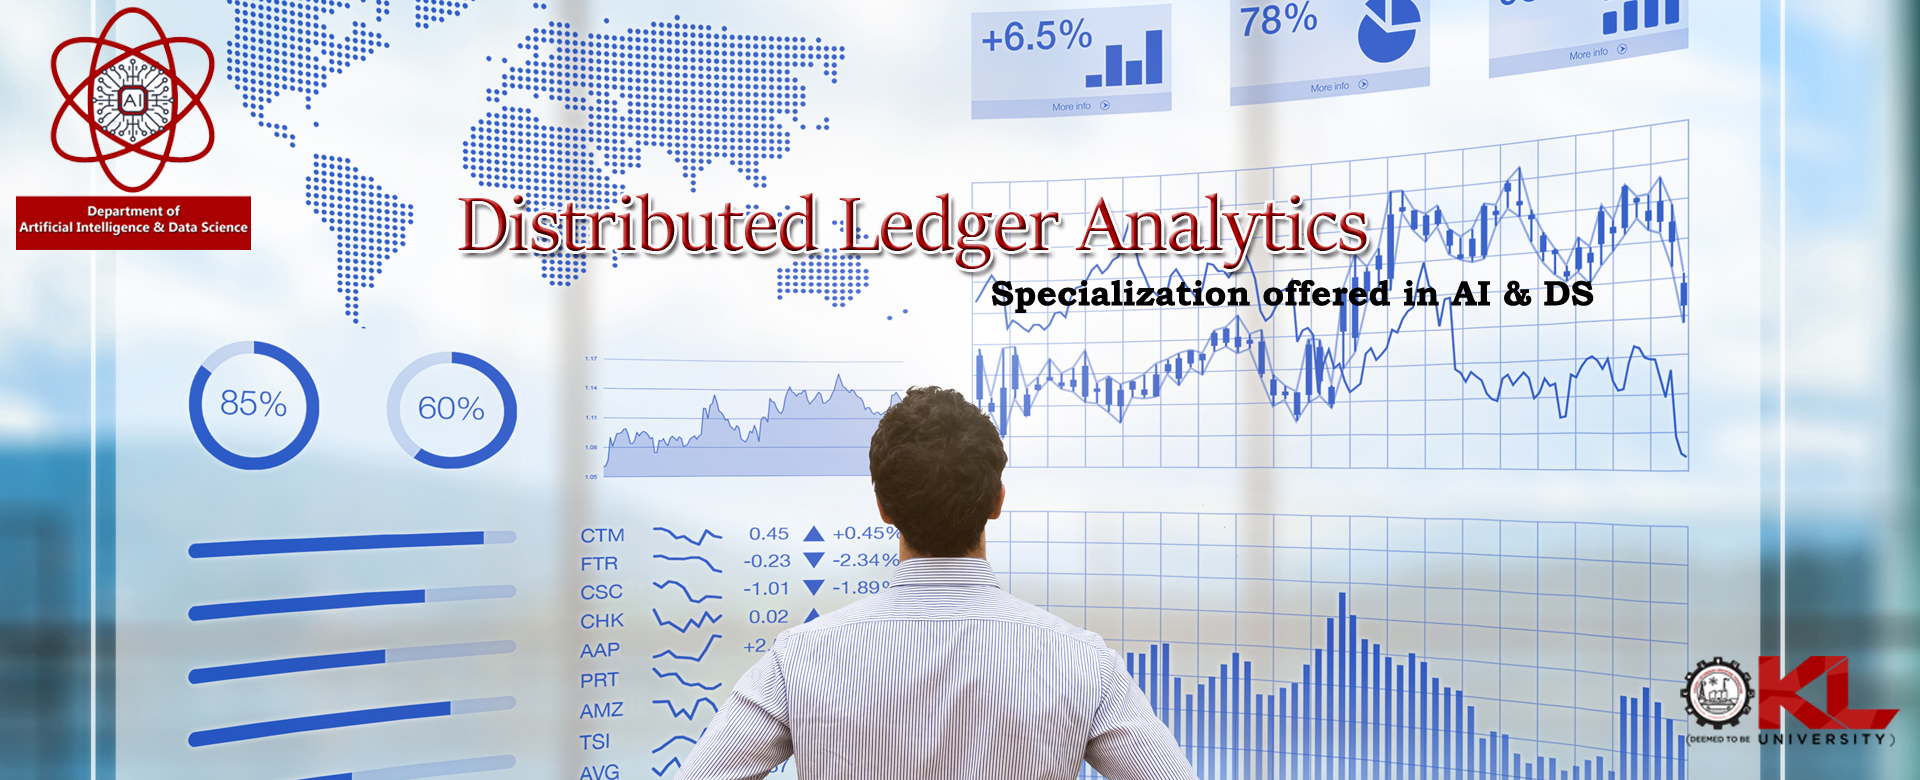 AI
Department of
Artificial Intelligence & Data Science
+6.5%
More info
78%
More info
More info
Distributed Ledger Analytics
Specialization offered in AI & DS
85%
60%
1.17
1.14
1.11
1.08
1.05
CTM 0.45 +0.45%
FTR -0.23 -2.34%
CSC -1.01 -1.89%
CHK 0.02
AAP +2.
PRT
AMZ
TSI
AVG
KL
(DEEMED TO BE UNIVERSITY)